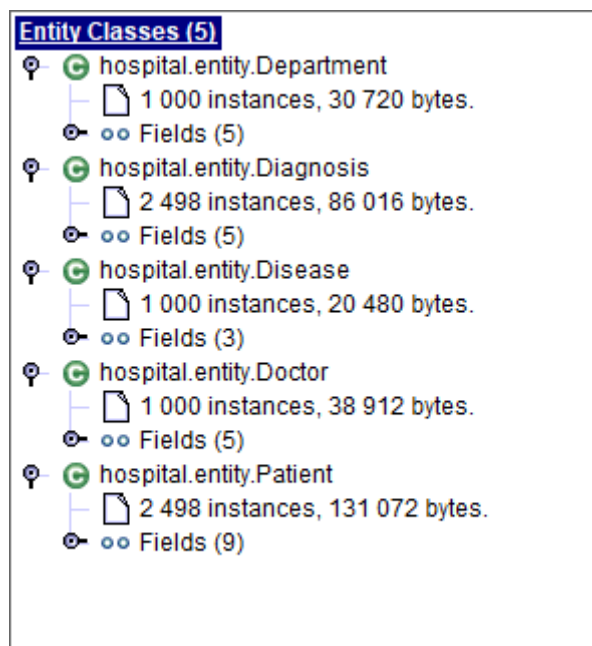 Entity Classes (5)
hospital.entity.Department
1 000 instances, 30 720 bytes.
Fields (5)
hospital.entity.Diagnosis
2 498 instances, 86 016 bytes.
Fields (5)
hospital.entity.Disease
1 000 instances, 20 480 bytes.
Fields (3)
hospital.entity.Doctor
1 000 instances, 38 912 bytes.
Fields (5)
hospital.entity.Patient
2 498 instances, 131 072 bytes.
Fields (9)